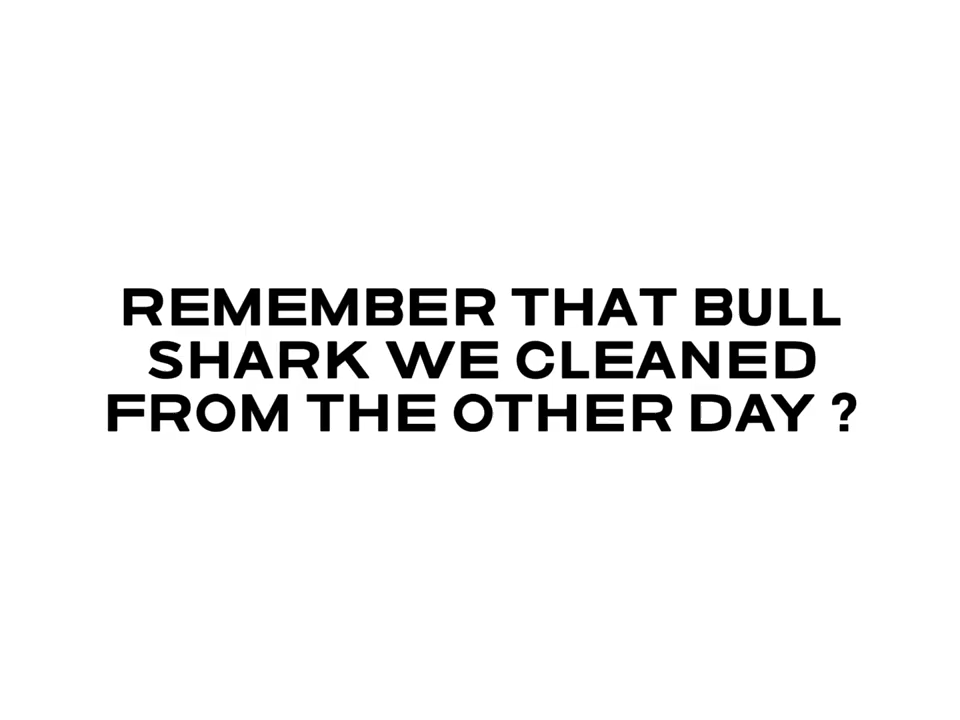 REMEMBER THAT BULL
SHARK WE CLEANED
FROM THE OTHER DAY ?